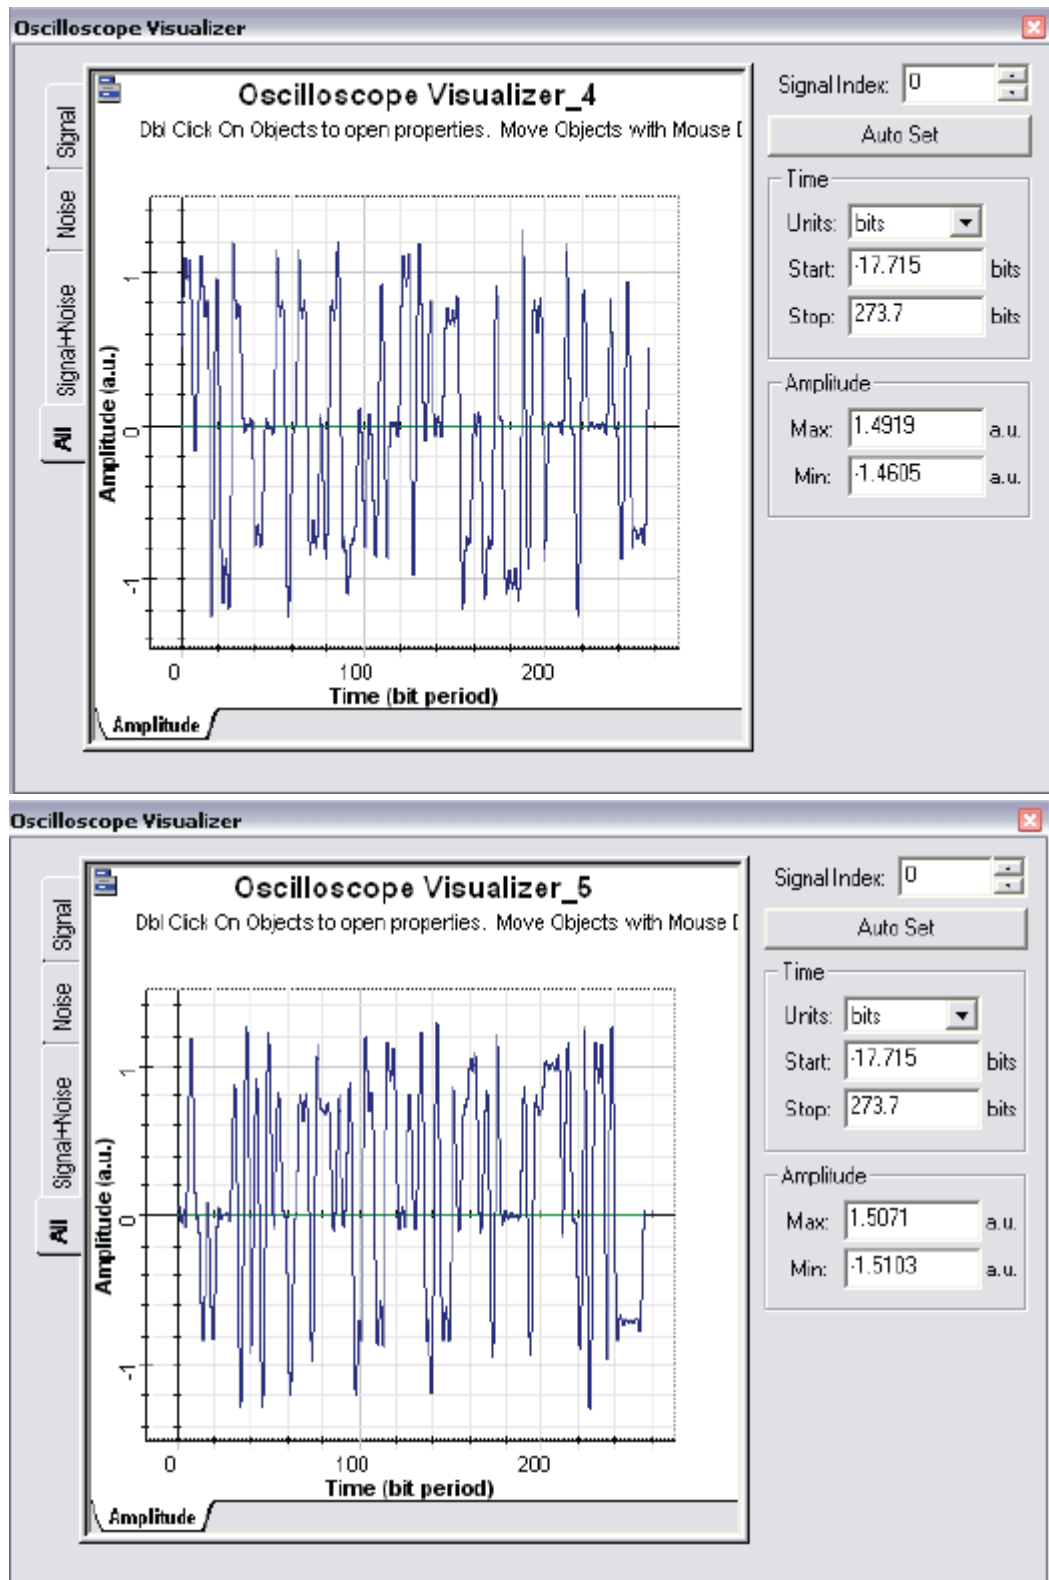 Oscilloscope Visualizer
Oscilloscope Visualizer_4
Dbl Click On Objects to open properties. Move Objects with Mouse D
Signal
Noise
Signal+Noise
All
Amplitude (a.u.)
1
0
-1
0 100 200
Time (bit period)
Amplitude
Signal Index: 0
Auto Set
Time
Units: bits
Start: -17.715 bits
Stop: 273.7 bits
Amplitude
Max: 1.4919 a.u.
Min: -1.4605 a.u.
Oscilloscope Visualizer
Oscilloscope Visualizer_5
Dbl Click On Objects to open properties. Move Objects with Mouse D
Signal
Noise
Signal+Noise
All
Amplitude (a.u.)
1
0
-1
0 100 200
Time (bit period)
Amplitude
Signal Index: 0
Auto Set
Time
Units: bits
Start: -17.715 bits
Stop: 273.7 bits
Amplitude
Max: 1.5071 a.u.
Min: -1.5103 a.u.